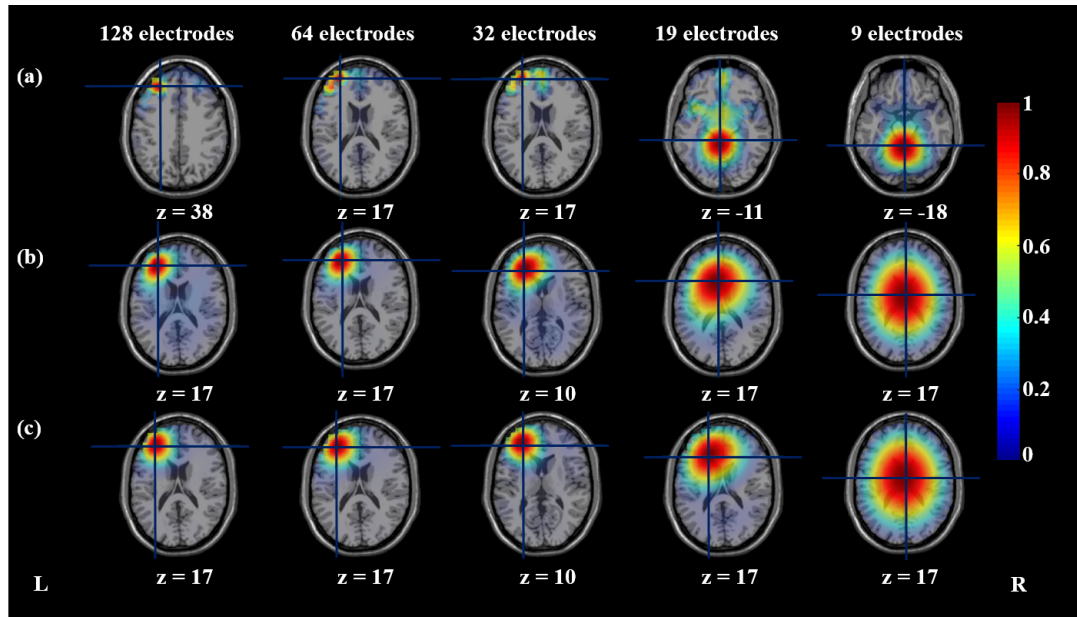 128 electrodes 64 electrodes 32 electrodes 19 electrodes 9 electrodes
(a)
1
z = 38 z = 17 z = 17 z = -11 z = -18
0.8
(b)
0.6
0.4
0.2
z = 17 z = 17 z = 10 z = 17 z = 17
(c)
0
z = 17 z = 17 z = 10 z = 17 z = 17
L R